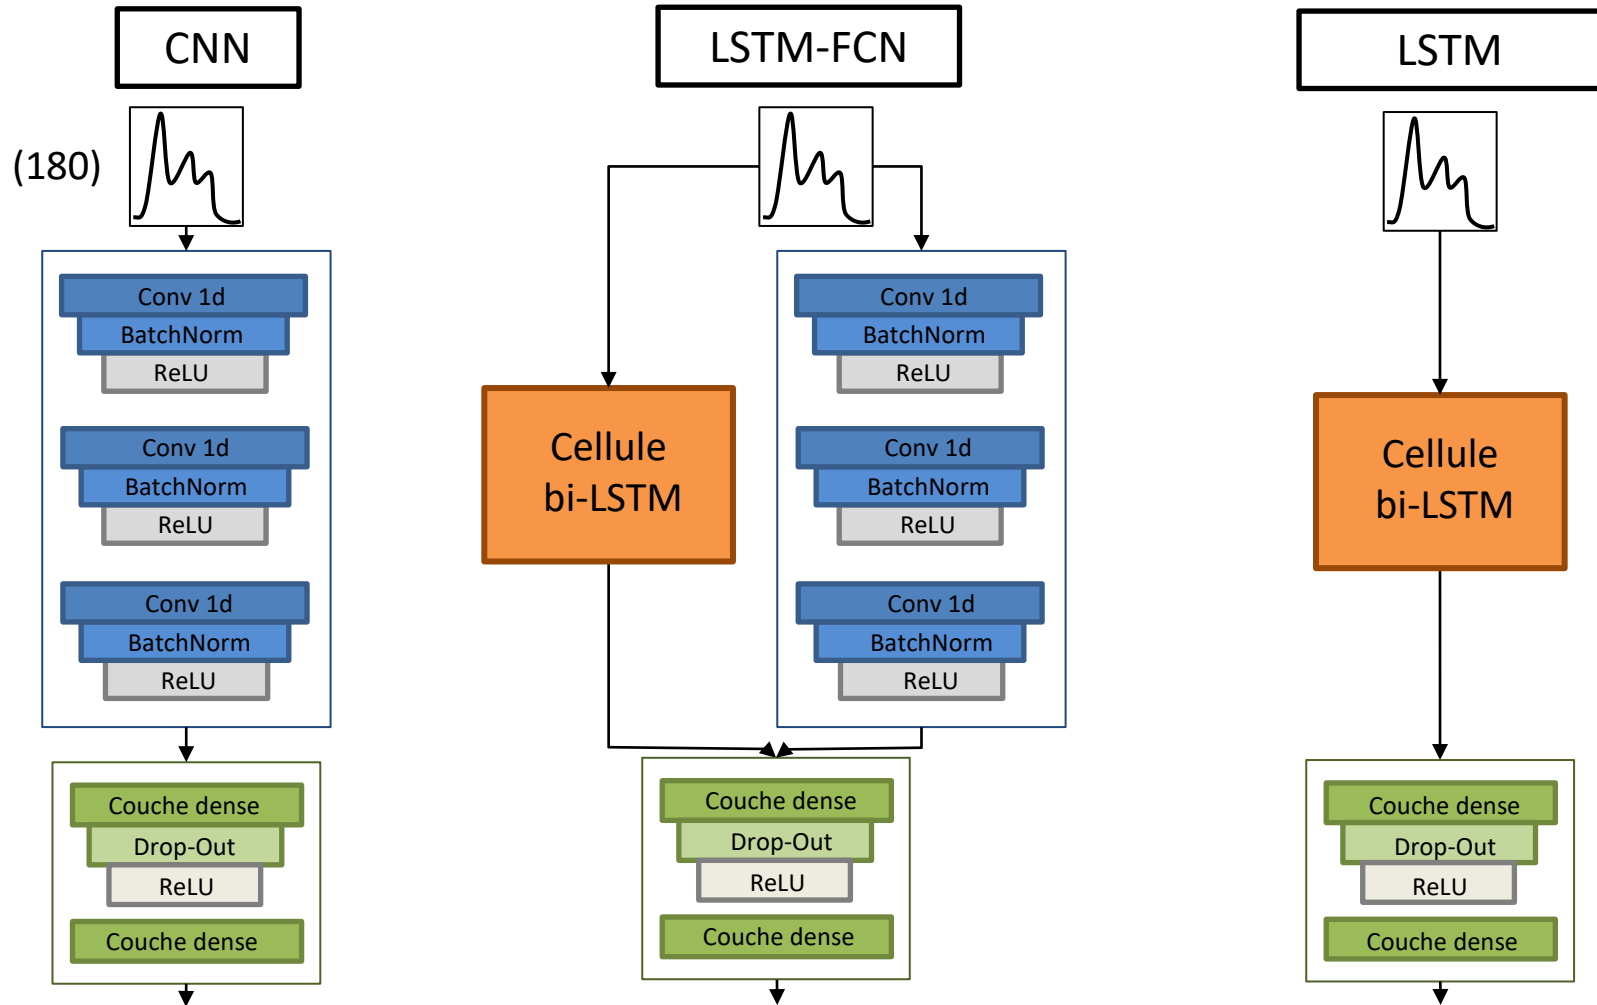 CNN
LSTM-FCN
LSTM
(180)
Conv 1d
BatchNorm
ReLU
Conv 1d
BatchNorm
ReLU
Conv 1d
BatchNorm
ReLU
Couche dense
Drop-Out
ReLU
Couche dense
Cellule
bi-LSTM
Conv 1d
BatchNorm
ReLU
Conv 1d
BatchNorm
ReLU
Conv 1d
BatchNorm
ReLU
Couche dense
Drop-Out
ReLU
Couche dense
Cellule
bi-LSTM
Couche dense
Drop-Out
ReLU
Couche dense